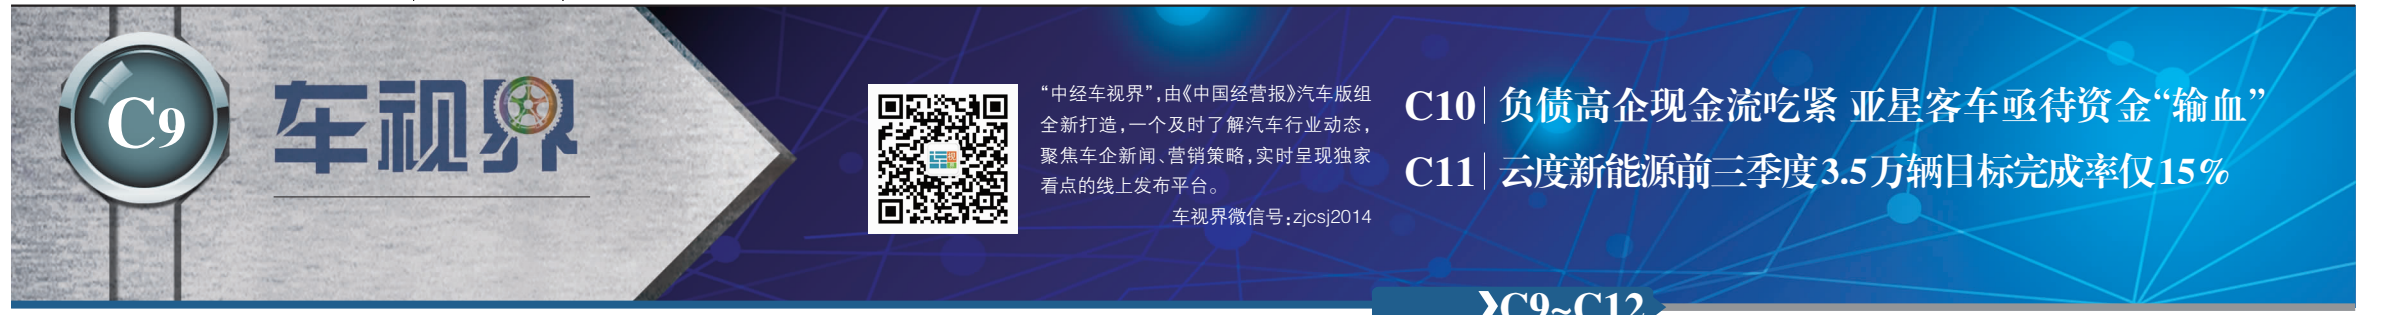 C9
车视界
“中经车视界”,由《中国经营报》汽车版组
全新打造,一个及时了解汽车行业动态,
聚焦车企新闻、营销策略,实时呈现独家
看点的线上发布平台。
车视界微信号:zjcsj2014
C10 负债高企现金流吃紧 亚星客车亟待资金“输血”
C11 云度新能源前三季度3.5万辆目标完成率仅15%
C9~C12